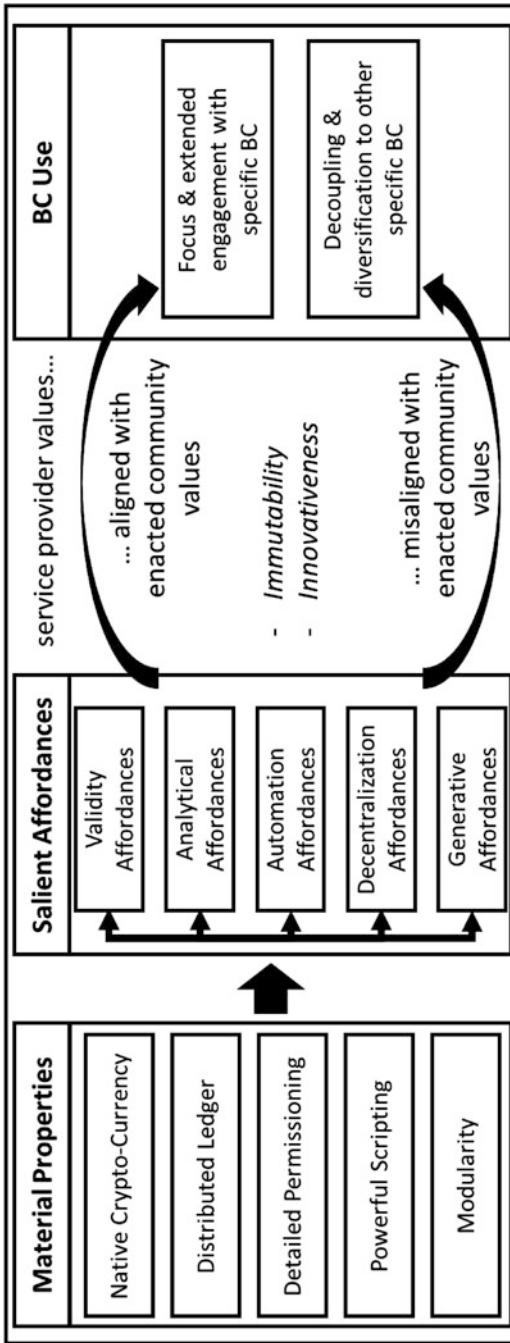 Material Properties
Native Crypto-Currency
Distributed Ledger
Detailed Permissioning
Powerful Scripting
Modularity
Salient Affordances
Validity
Affordances
Analytical
Affordances
Automation
Affordances
Decentralization
Affordances
Generative
Affordances
service provider values...
... aligned with
enacted community
values
- Immutability
- Innovativeness
... misaligned with
enacted community
values
BC Use
Focus & extended
engagement with
specific BC
Decoupling &
diversification to other
specific BC